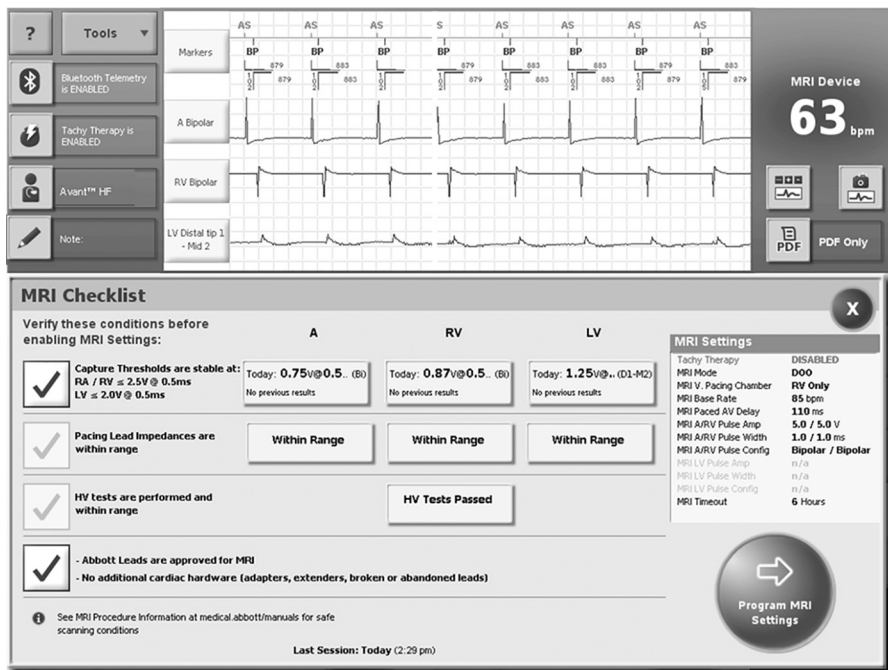 ?
Tools
Bluetooth Telemetry
is ENABLED
Tachy Therapy is
ENABLED
Avant™ HF
Note:
Markers
A Bipolar
RV Bipolar
LV Distal tip 1
- Mid 2
AS AS AS S AS AS AS AS
BP BP BP BP BP BP BP BP
879 883 879 883 883 879 883
879 883 879 883 883 879 883
MRI Device
63 bpm
PDF
PDF Only
MRI Checklist
X
Verify these conditions before
enabling MRI Settings:
A RV LV
Capture Thresholds are stable at:
RA / RV ≤ 2.5V@ 0.5ms
LV ≤ 2.0V@ 0.5ms
Today: 0.75V@0.5.. (Bi)
No previous results
Today: 0.87V@0.5.. (Bi)
No previous results
Today: 1.25V@.. (D1-M2)
No previous results
Pacing Lead Impedances are
within range
Within Range
Within Range
Within Range
HV tests are performed and
within range
HV Tests Passed
- Abbott Leads are approved for MRI
- No additional cardiac hardware (adapters, extenders, broken or abandoned leads)
See MRI Procedure Information at medical.abbott/manuals for safe
scanning conditions
Last Session: Today (2:29 pm)
MRI Settings
Tachy Therapy DISABLED
MRI Mode DOO
MRI V. Pacing Chamber RV Only
MRI Base Rate 85 bpm
MRI Paced AV Delay 110 ms
MRI A/RV Pulse Amp 5.0 / 5.0 V
MRI A/RV Pulse Width 1.0 / 1.0 ms
MRI A/RV Pulse Config Bipolar / Bipolar
MRI LV Pulse Amp n/a
MRI LV Pulse Width n/a
MRI LV Pulse Config n/a
MRI Timeout 6 Hours
Program MRI
Settings